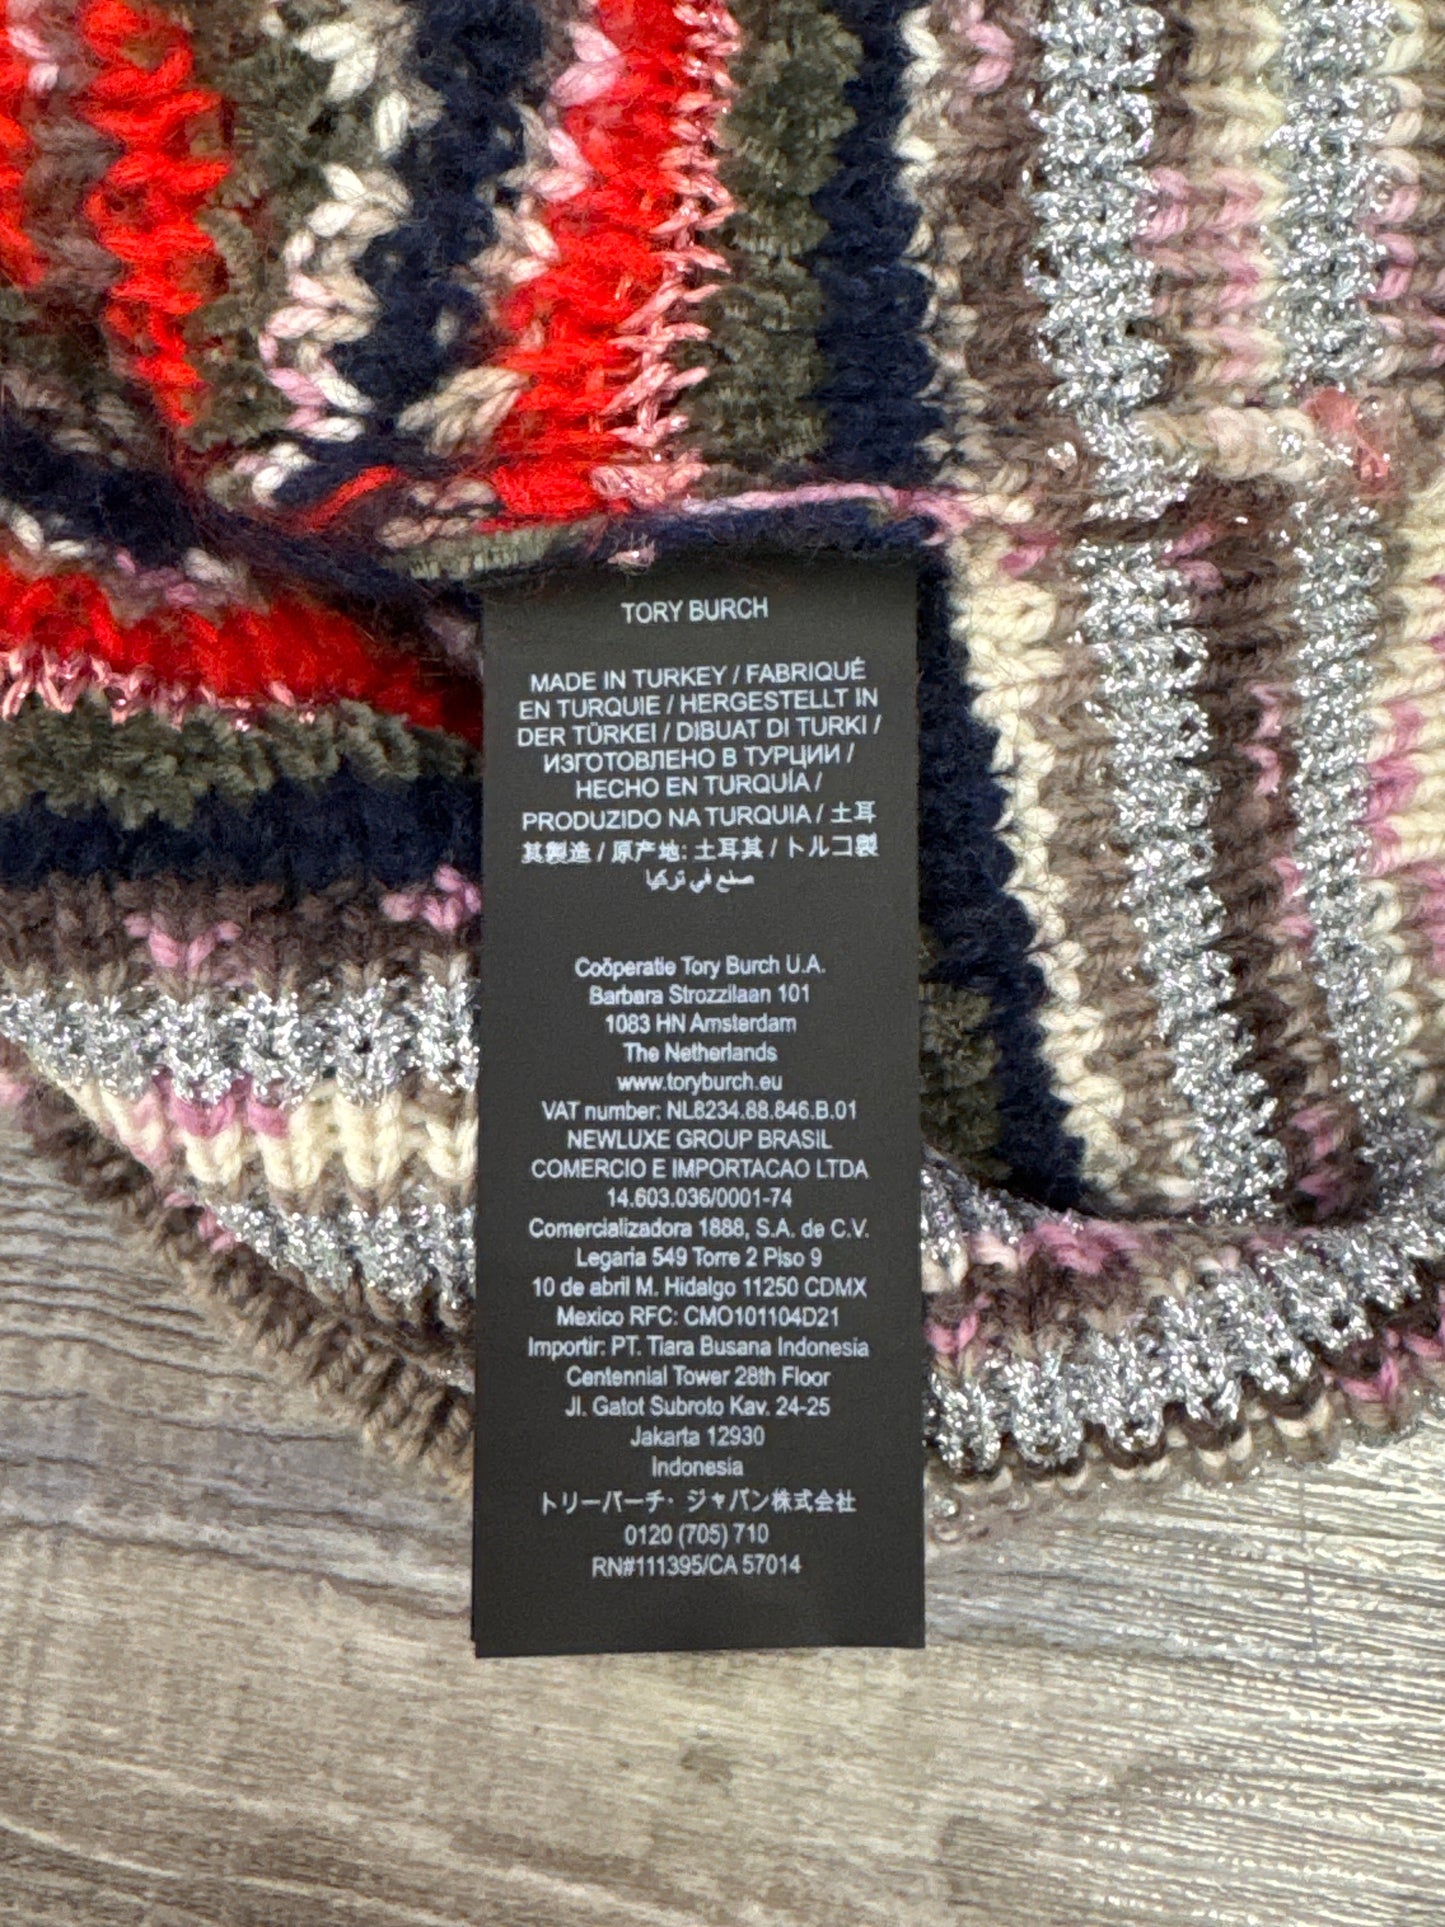 TORY BURCH
MADE IN TURKEY / FABRIQUÉ
EN TURQUIE / HERGESTELLT IN
DER TÜRKEI / DIBUAT DI TURKI /
ИЗГОТОВЛЕНО В ТУРЦИИ /
HECHO EN TURQUÍA /
PRODUZIDO NA TURQUIA / 土耳
其製造 / 原产地: 土耳其 / トルコ製
صنع في تركيا
Coöperatie Tory Burch U.A.
Barbara Strozzilaan 101
1083 HN Amsterdam
The Netherlands
www.toryburch.eu
VAT number: NL8234.88.846.B.01
NEWLUXE GROUP BRASIL
COMERCIO E IMPORTACAO LTDA
14.603.036/0001-74
Comercializadora 1888, S.A. de C.V.
Legaria 549 Torre 2 Piso 9
10 de abril M. Hidalgo 11250 CDMX
Mexico RFC: CMO101104D21
Importir: PT. Tiara Busana Indonesia
Centennial Tower 28th Floor
Jl. Gatot Subroto Kav. 24-25
Jakarta 12930
Indonesia
トリーバーチ・ジャパン株式会社
0120 (705) 710
RN#111395/CA 57014